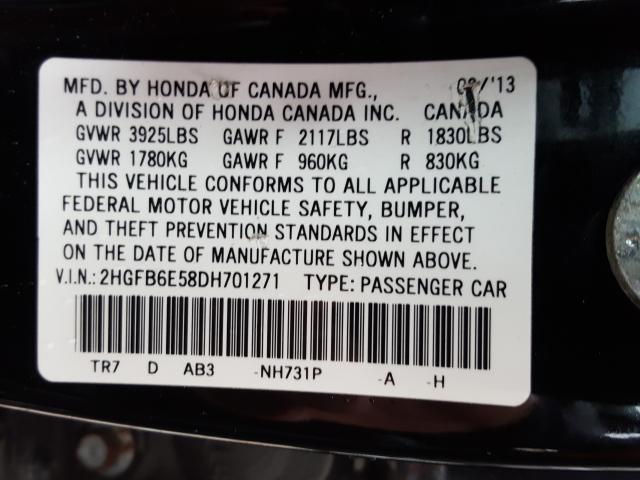 MFD. BY HONDA OF CANADA MFG., '13
A DIVISION OF HONDA CANADA INC. CANADA
GVWR 3925LBS GAWR F 2117LBS R 1830LBS
GVWR 1780KG GAWR F 960KG R 830KG
THIS VEHICLE CONFORMS TO ALL APPLICABLE
FEDERAL MOTOR VEHICLE SAFETY, BUMPER,
AND THEFT PREVENTION STANDARDS IN EFFECT
ON THE DATE OF MANUFACTURE SHOWN ABOVE.
V.I.N.: 2HGFB6E58DH701271 TYPE: PASSENGER CAR
TR7 D AB3 -NH731P -A -H